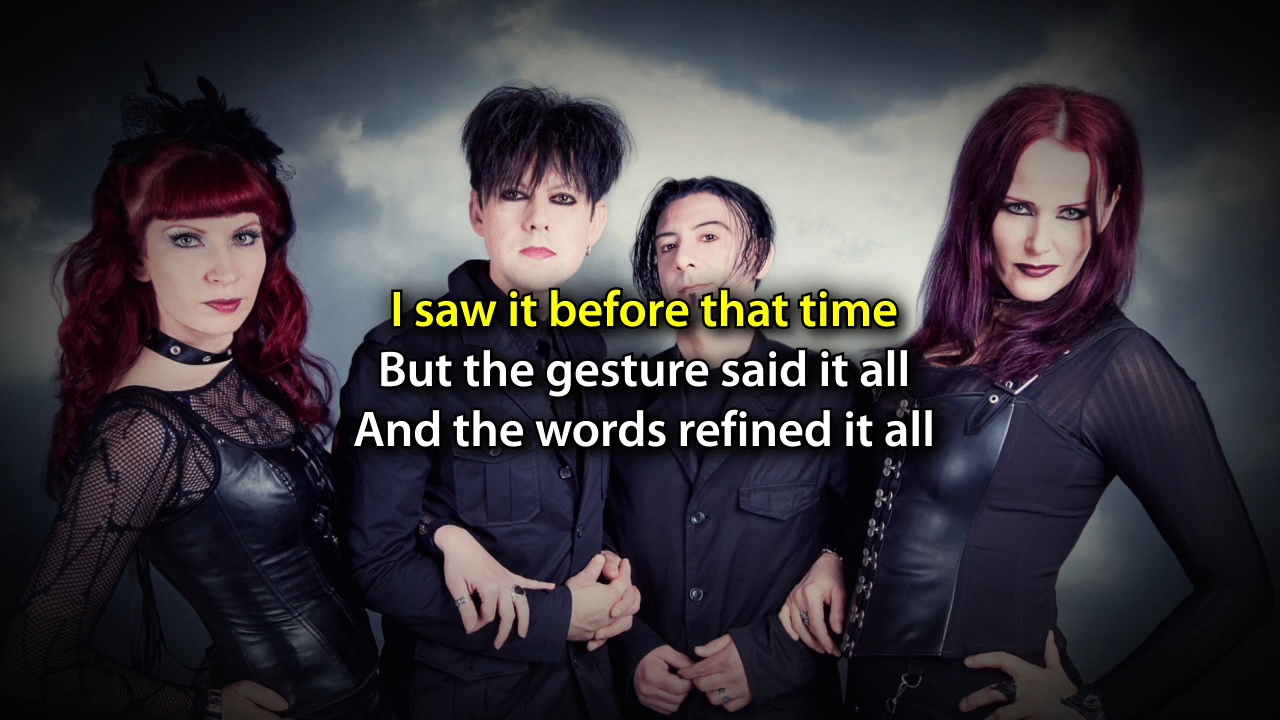 I saw it before that time
But the gesture said it all
And the words refined it all